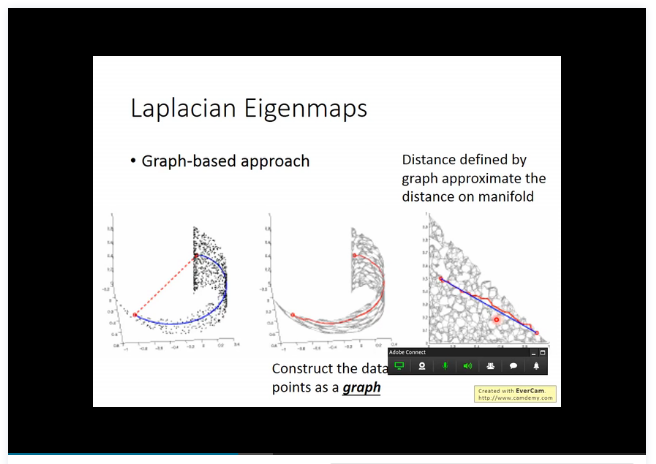 Laplacian Eigenmaps
• Graph-based approach
Distance defined by
graph approximate the
distance on manifold
Construct the data
points as a graph
Adobe Connect
Created with EverCam.
http://www.camdemy.com